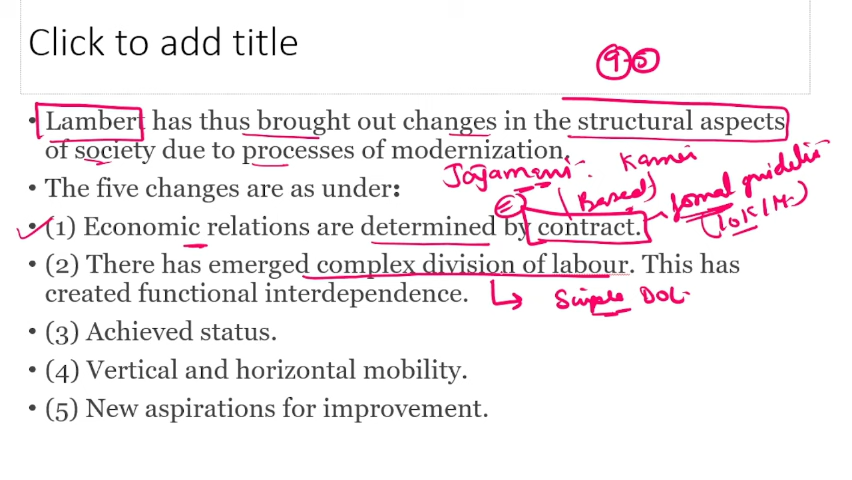 Click to add title
9-5
• Lambert has thus brought out changes in the structural aspects
of society due to processes of modernization.
Jajamani - Kamin
• The five changes are as under:
Based
formal guideline
• (1) Economic relations are determined by contract.
(10K/M)
• (2) There has emerged complex division of labour. This has
created functional interdependence.
Simple DOL
• (3) Achieved status.
• (4) Vertical and horizontal mobility.
• (5) New aspirations for improvement.